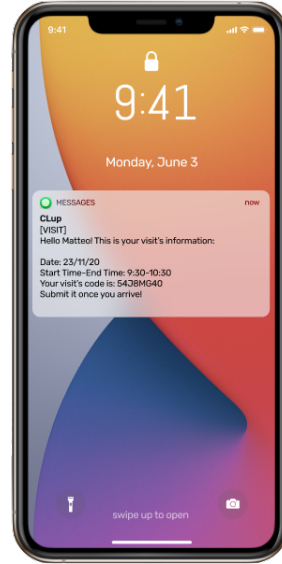 9:41
9:41
Monday, June 3
MESSAGES now
CLup
[VISIT]
Hello Matteo! This is your visit's information:
Date: 23/11/20
Start Time-End Time: 9:30-10:30
Your visit's code is: 54J8MG40
Submit it once you arrive!
swipe up to open